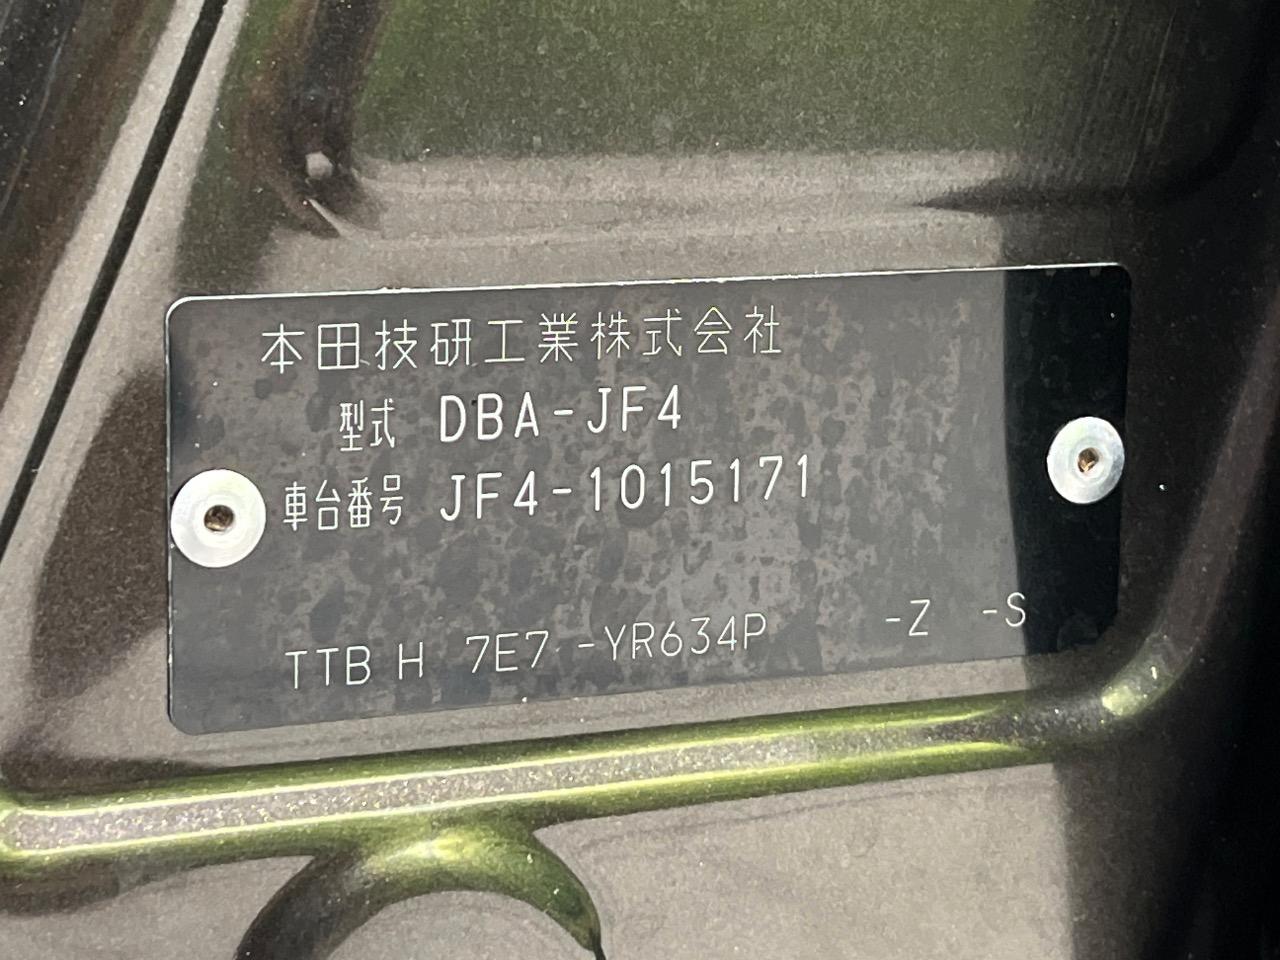 本田技研工業株式会社
型式 DBA-JF4
車台番号 JF4-1015171
TTB H 7E7 -YR634P -Z -S